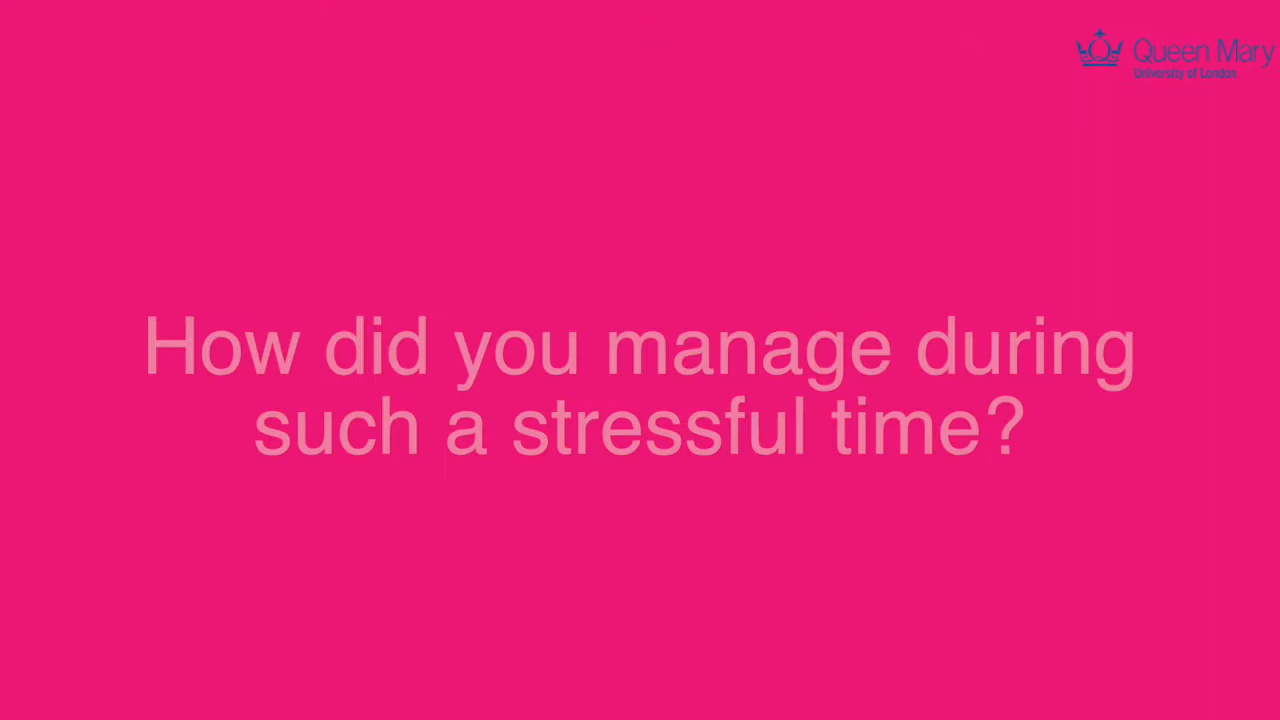 Queen Mary
University of London
How did you manage during
such a stressful time?